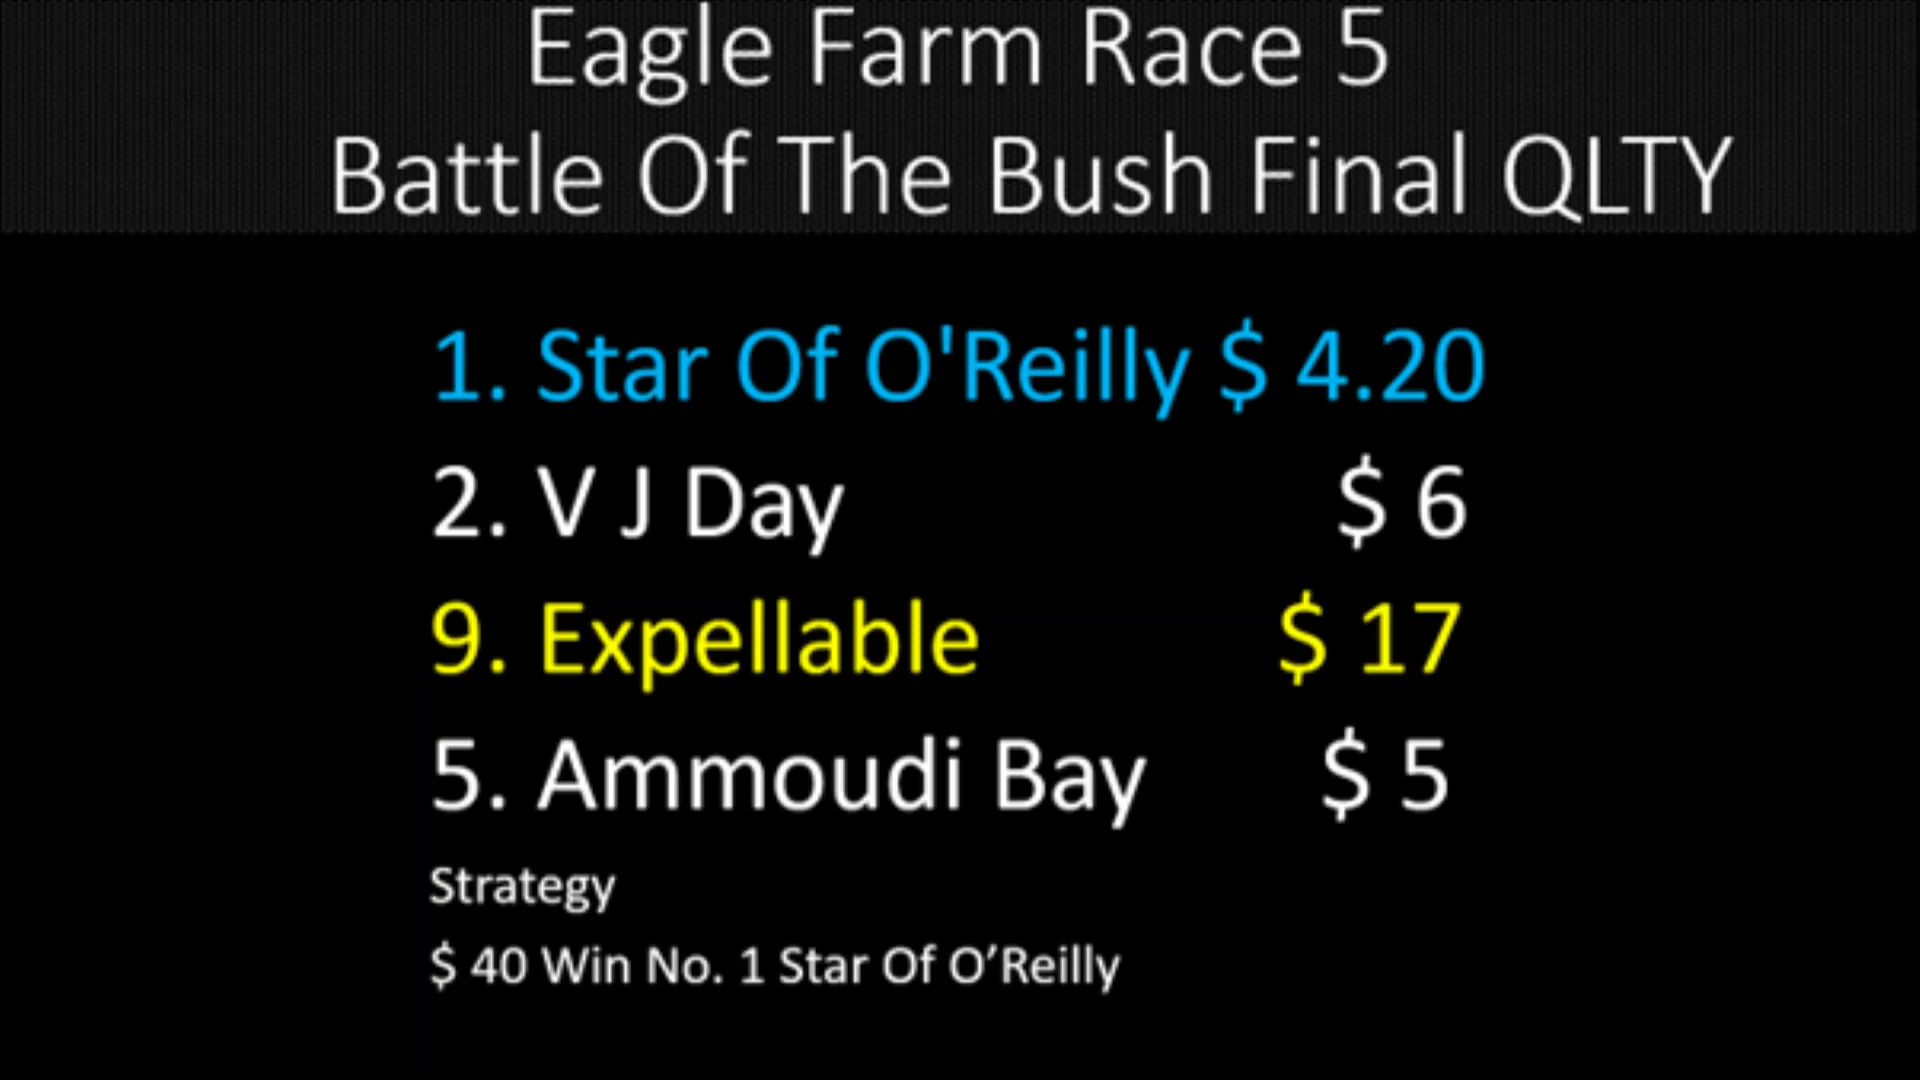 Eagle Farm Race 5
Battle Of The Bush Final QLTY
1. Star Of O'Reilly $ 4.20
2. V J Day $ 6
9. Expellable $ 17
5. Ammoudi Bay $ 5
Strategy
$ 40 Win No. 1 Star Of O’Reilly